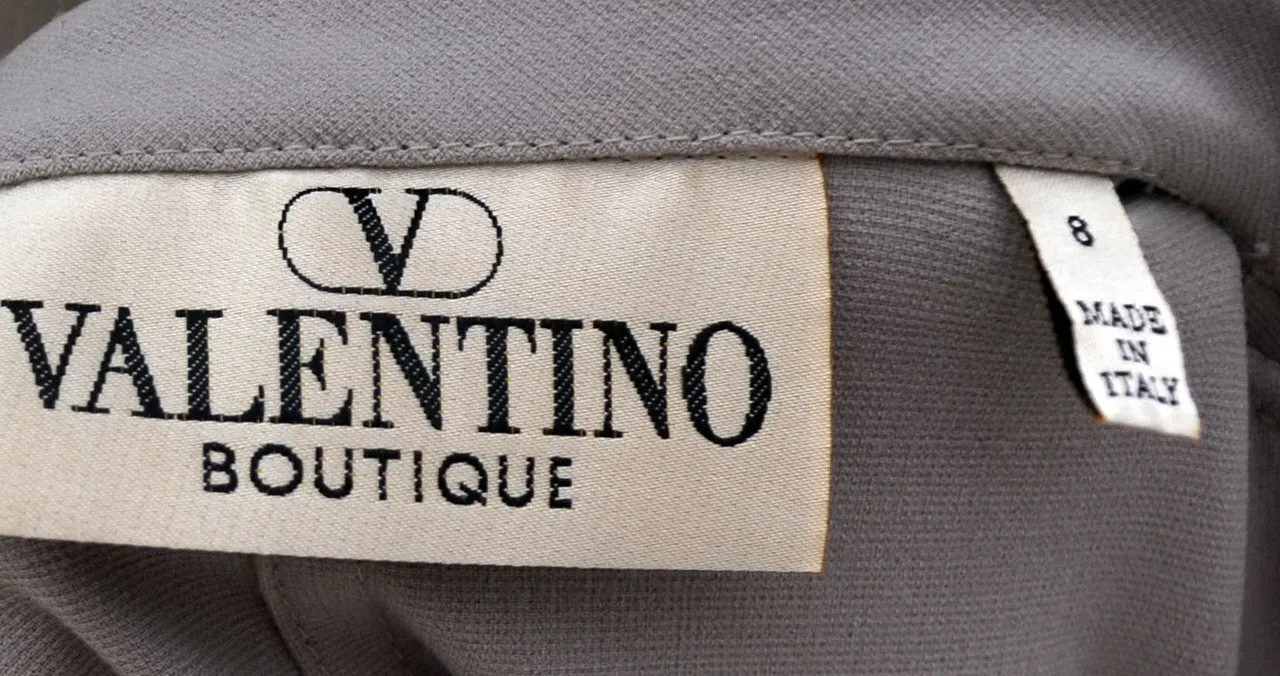 V
VALENTINO
BOUTIQUE
8
MADE
IN
ITALY